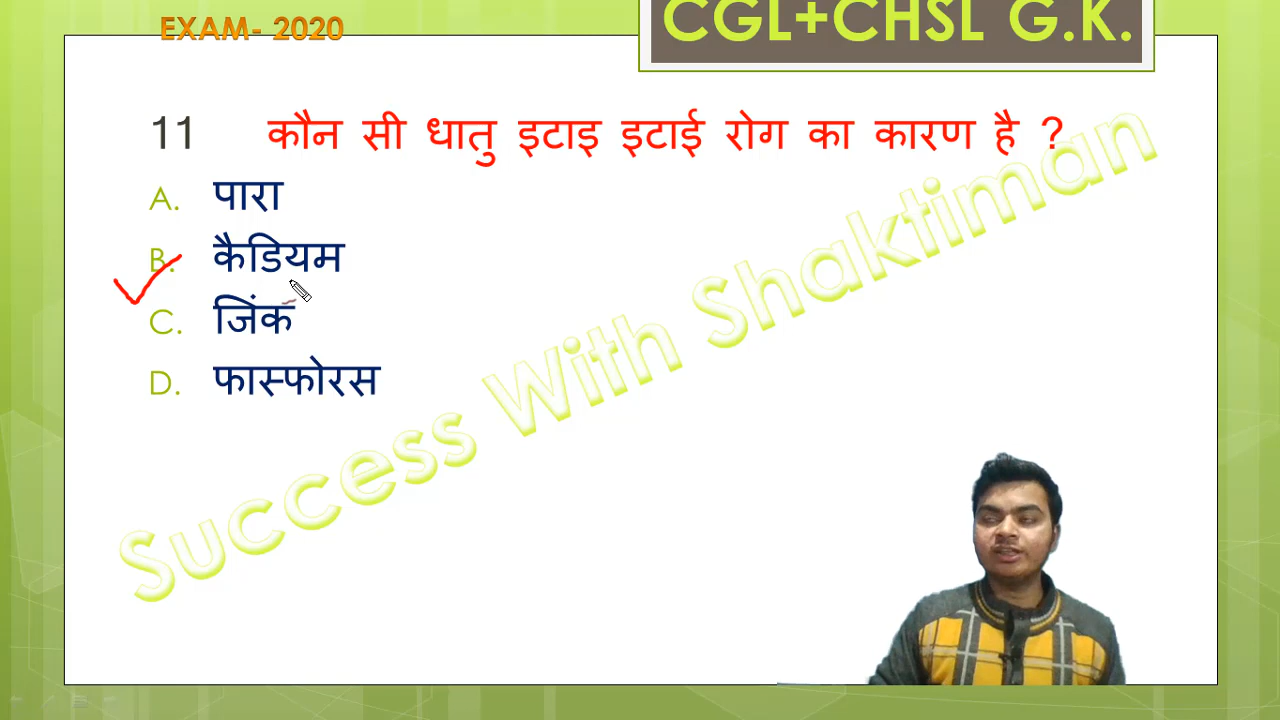 EXAM- 2020
CGL+CHSL G.K.
11 कौन सी धातु इटाइ इटाई रोग का कारण है ?
A. पारा
B. कैडियम
C. जिंक
D. फास्फोरस
Success With Shaktiman